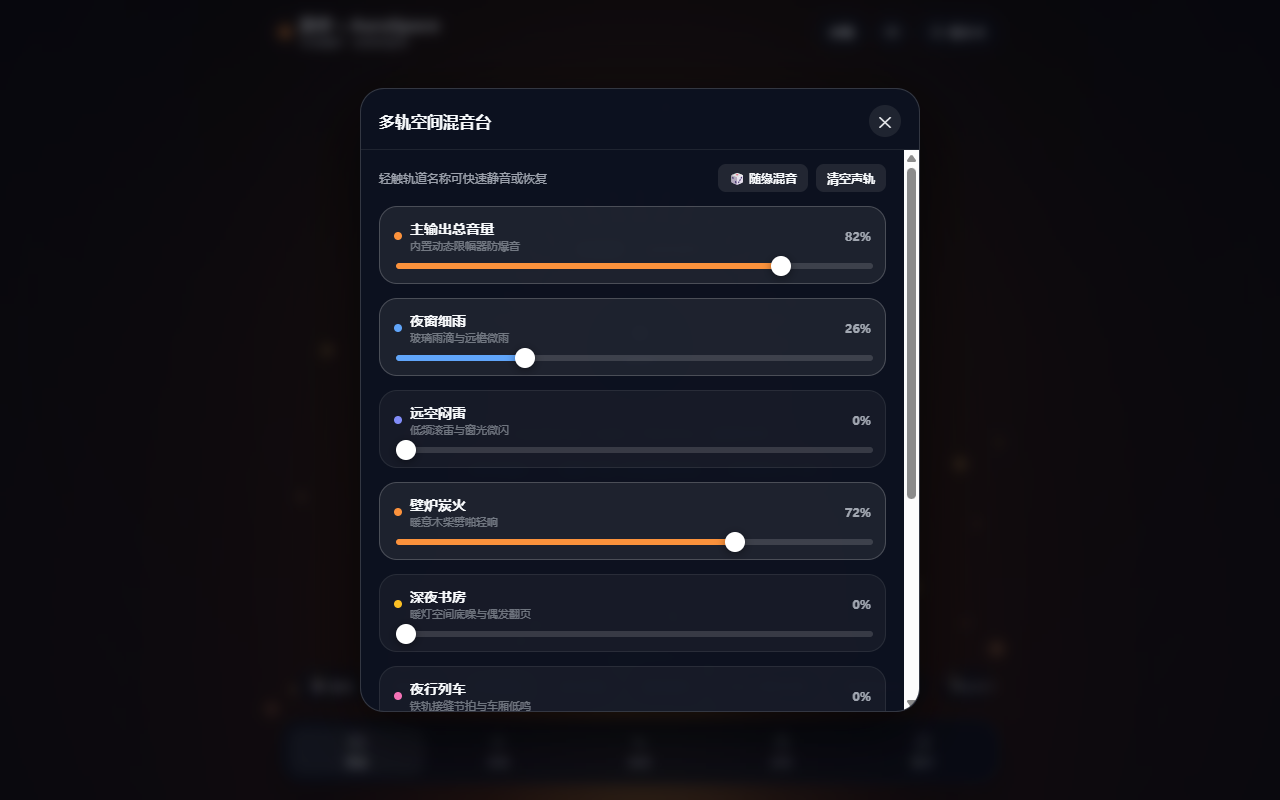 多轨空间混音台
轻触轨道名称可快速静音或恢复
🎲 随缘混音
清空声轨
主输出总音量
内置动态限幅器防爆音
82%
夜窗细雨
玻璃雨滴与远檐微雨
26%
远空闷雷
低频滚雷与窗光微闪
0%
壁炉炭火
暖意木柴劈啪轻响
72%
深夜书房
暖灯空间底噪与偶发翻页
0%
夜行列车
铁轨接缝节拍与车厢低鸣
0%